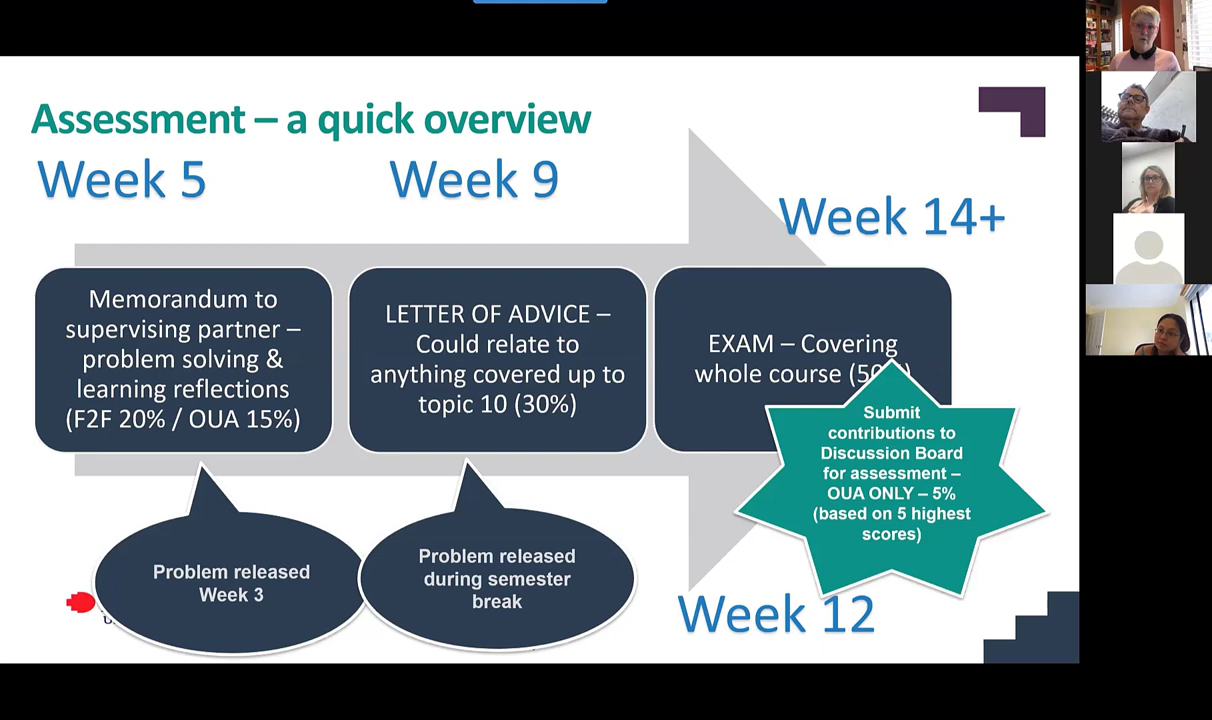 Assessment – a quick overview
Week 5
Week 9
Week 14+
Memorandum to
supervising partner –
problem solving &
learning reflections
(F2F 20% / OUA 15%)
LETTER OF ADVICE –
Could relate to
anything covered up to
topic 10 (30%)
EXAM – Covering
whole course
Submit
contributions to
Discussion Board
for assessment –
OUA ONLY – 5%
(based on 5 highest
scores)
Problem released
Week 3
Problem released
during semester
break
Week 12